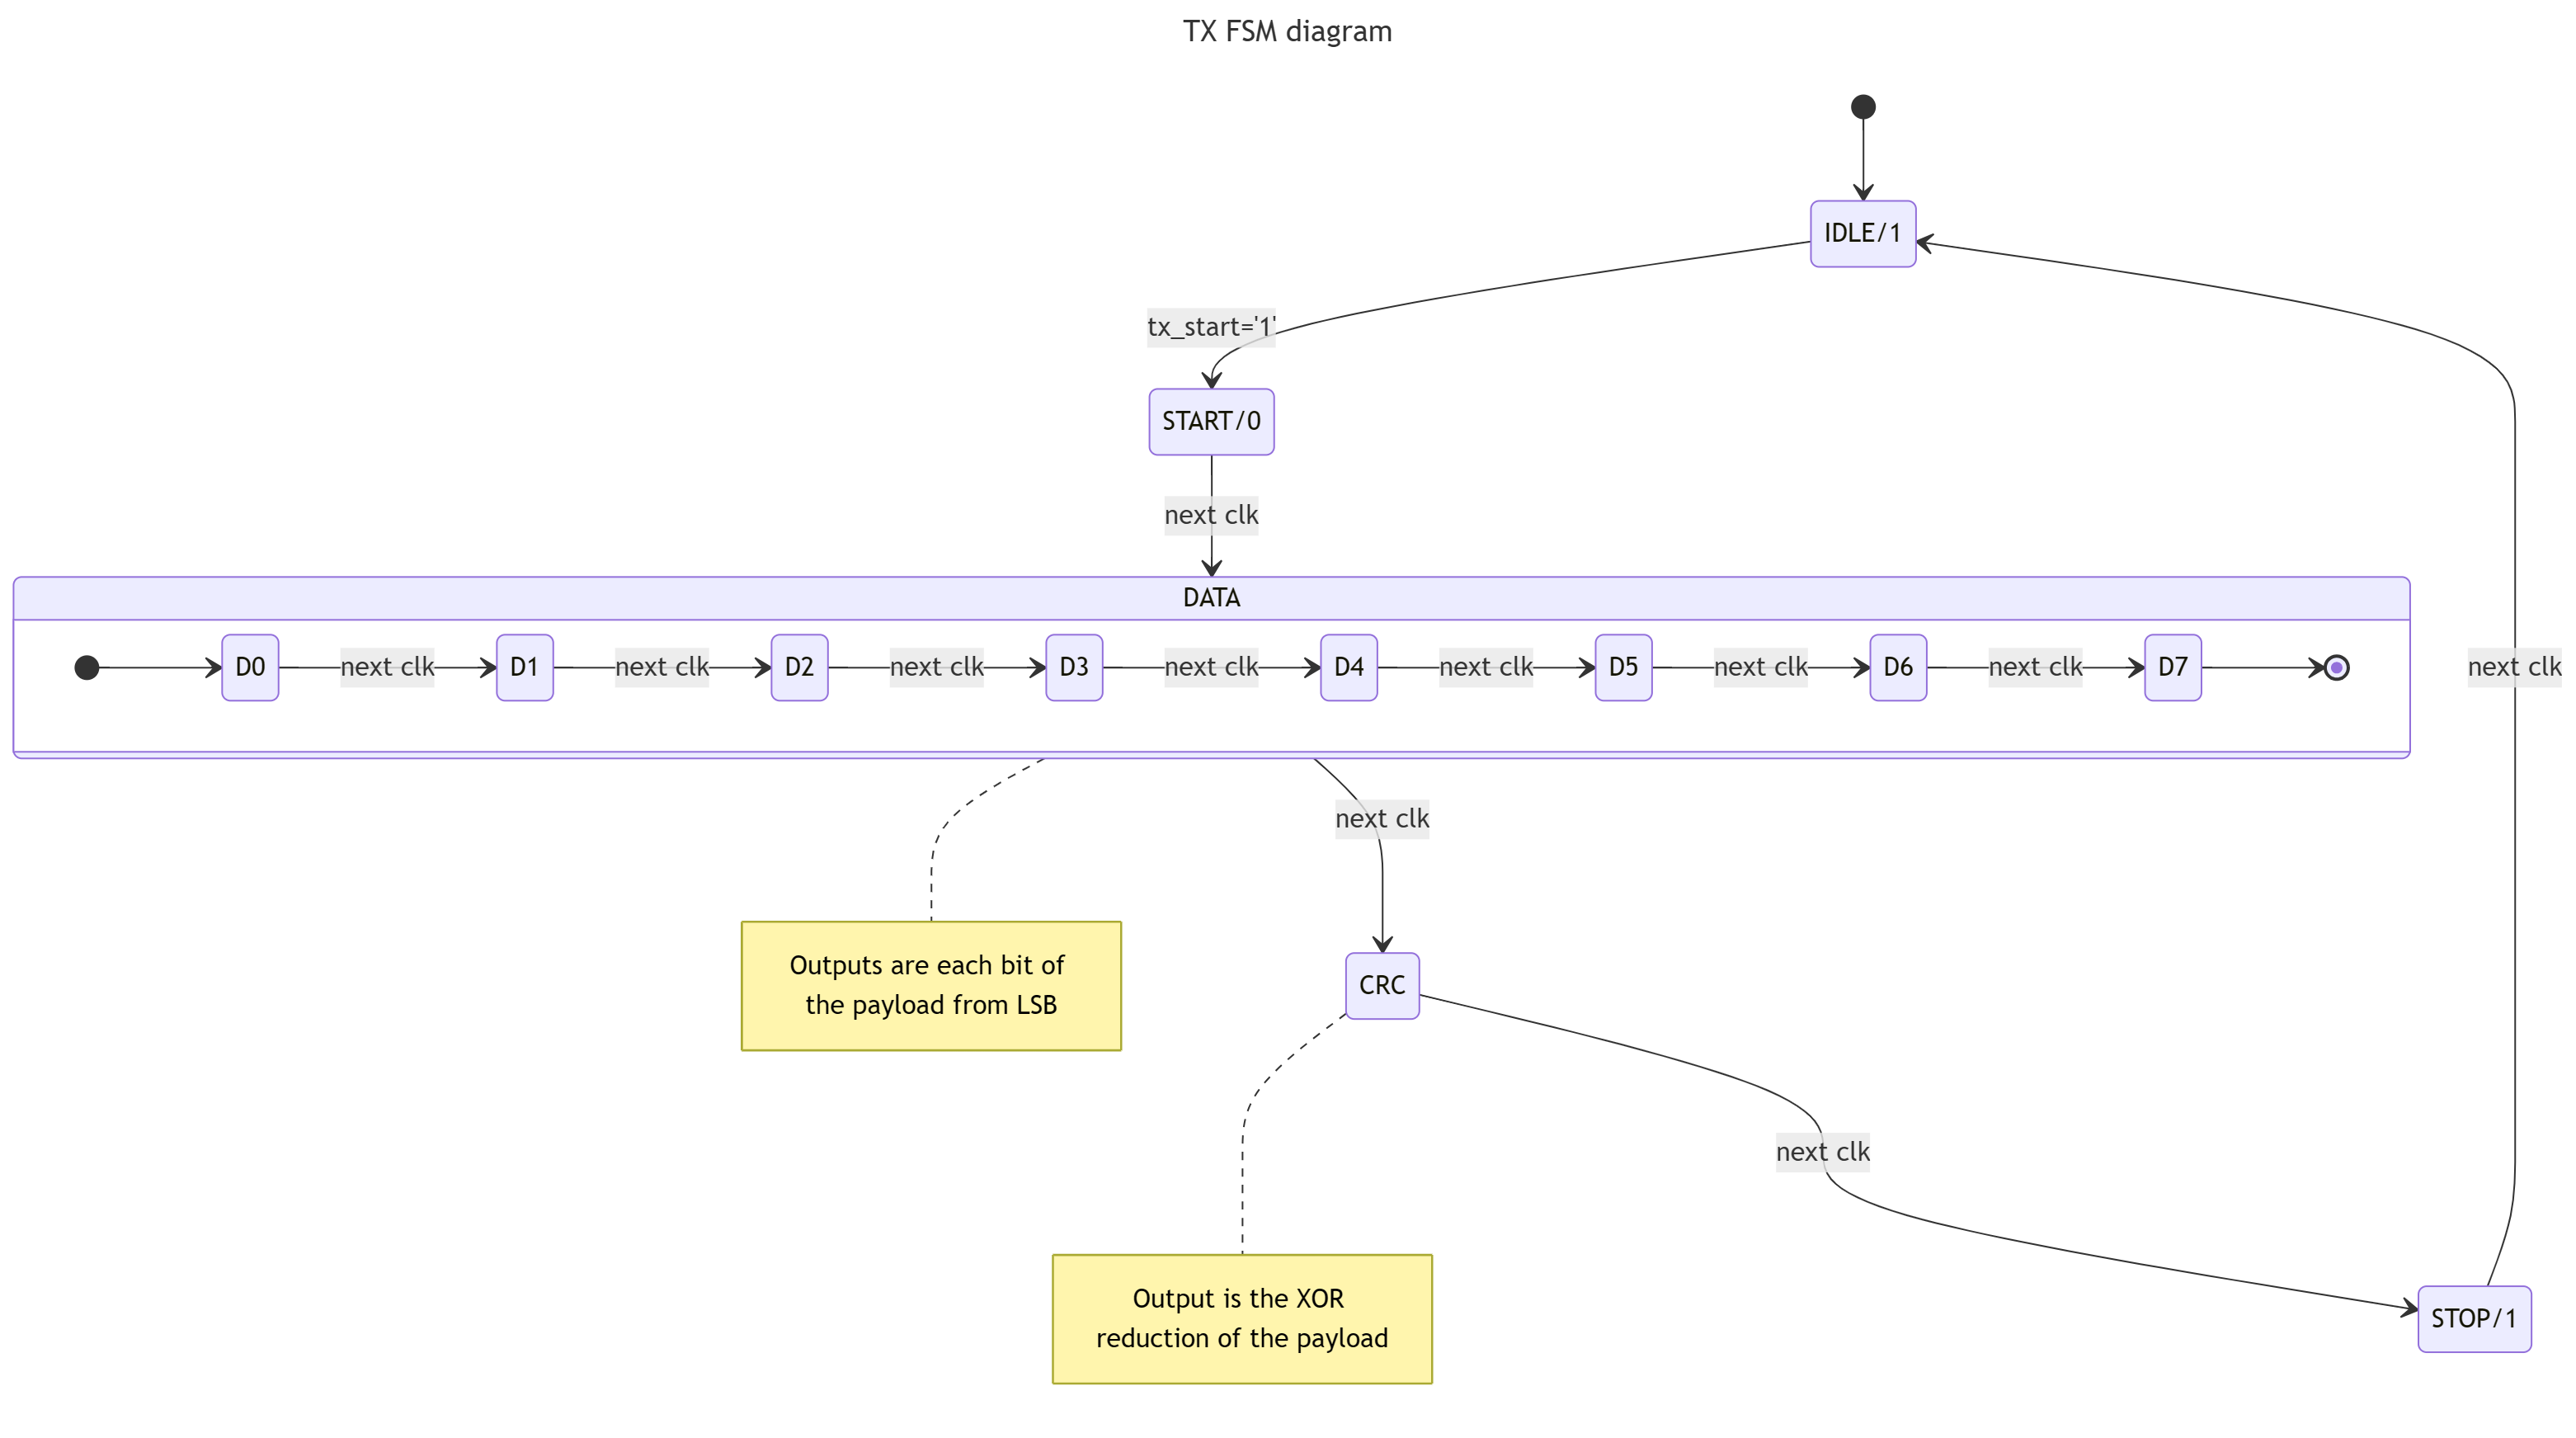 TX FSM diagram
IDLE/1
tx_start='1'
START/0
next clk
DATA
D0
next clk
D1
next clk
D2
next clk
D3
next clk
D4
next clk
D5
next clk
D6
next clk
D7
next clk
next clk
Outputs are each bit of
the payload from LSB
CRC
next clk
Output is the XOR
reduction of the payload
STOP/1